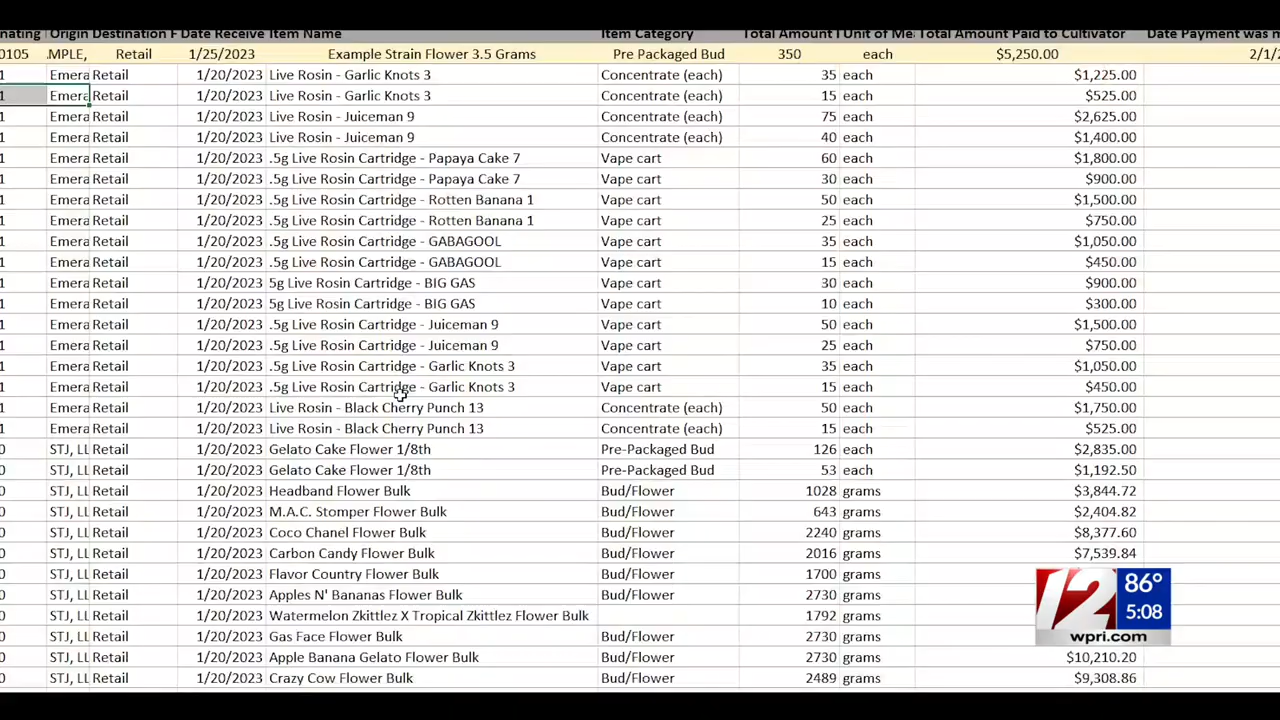 nating Origin Destination F Date Receive Item Name Item Category Total Amount I Unit of Me Total Amount Paid to Cultivator Date Payment was m
0105 .MPLE, Retail 1/25/2023 Example Strain Flower 3.5 Grams Pre Packaged Bud 350 each $5,250.00 2/1/2
1 Emera Retail 1/20/2023 Live Rosin - Garlic Knots 3 Concentrate (each) 35 each $1,225.00
1 Emera Retail 1/20/2023 Live Rosin - Garlic Knots 3 Concentrate (each) 15 each $525.00
1 Emera Retail 1/20/2023 Live Rosin - Juiceman 9 Concentrate (each) 75 each $2,625.00
1 Emera Retail 1/20/2023 Live Rosin - Juiceman 9 Concentrate (each) 40 each $1,400.00
1 Emera Retail 1/20/2023 .5g Live Rosin Cartridge - Papaya Cake 7 Vape cart 60 each $1,800.00
1 Emera Retail 1/20/2023 .5g Live Rosin Cartridge - Papaya Cake 7 Vape cart 30 each $900.00
1 Emera Retail 1/20/2023 .5g Live Rosin Cartridge - Rotten Banana 1 Vape cart 50 each $1,500.00
1 Emera Retail 1/20/2023 .5g Live Rosin Cartridge - Rotten Banana 1 Vape cart 25 each $750.00
1 Emera Retail 1/20/2023 .5g Live Rosin Cartridge - GABAGOOL Vape cart 35 each $1,050.00
1 Emera Retail 1/20/2023 .5g Live Rosin Cartridge - GABAGOOL Vape cart 15 each $450.00
1 Emera Retail 1/20/2023 5g Live Rosin Cartridge - BIG GAS Vape cart 30 each $900.00
1 Emera Retail 1/20/2023 5g Live Rosin Cartridge - BIG GAS Vape cart 10 each $300.00
1 Emera Retail 1/20/2023 .5g Live Rosin Cartridge - Juiceman 9 Vape cart 50 each $1,500.00
1 Emera Retail 1/20/2023 .5g Live Rosin Cartridge - Juiceman 9 Vape cart 25 each $750.00
1 Emera Retail 1/20/2023 .5g Live Rosin Cartridge - Garlic Knots 3 Vape cart 35 each $1,050.00
1 Emera Retail 1/20/2023 .5g Live Rosin Cartridge - Garlic Knots 3 Vape cart 15 each $450.00
1 Emera Retail 1/20/2023 Live Rosin - Black Cherry Punch 13 Concentrate (each) 50 each $1,750.00
1 Emera Retail 1/20/2023 Live Rosin - Black Cherry Punch 13 Concentrate (each) 15 each $525.00
0 STJ, LL Retail 1/20/2023 Gelato Cake Flower 1/8th Pre-Packaged Bud 126 each $2,835.00
0 STJ, LL Retail 1/20/2023 Gelato Cake Flower 1/8th Pre-Packaged Bud 53 each $1,192.50
0 STJ, LL Retail 1/20/2023 Headband Flower Bulk Bud/Flower 1028 grams $3,844.72
0 STJ, LL Retail 1/20/2023 M.A.C. Stomper Flower Bulk Bud/Flower 643 grams $2,404.82
0 STJ, LL Retail 1/20/2023 Coco Chanel Flower Bulk Bud/Flower 2240 grams $8,377.60
0 STJ, LL Retail 1/20/2023 Carbon Candy Flower Bulk Bud/Flower 2016 grams $7,539.84
0 STJ, LL Retail 1/20/2023 Flavor Country Flower Bulk Bud/Flower 1700 grams
0 STJ, LL Retail 1/20/2023 Apples N' Bananas Flower Bulk Bud/Flower 2730 grams
0 STJ, LL Retail 1/20/2023 Watermelon Zkittlez X Tropical Zkittlez Flower Bulk 1792 grams
0 STJ, LL Retail 1/20/2023 Gas Face Flower Bulk Bud/Flower 2730 grams
0 STJ, LL Retail 1/20/2023 Apple Banana Gelato Flower Bulk Bud/Flower 2730 grams $10,210.20
0 STJ, LL Retail 1/20/2023 Crazy Cow Flower Bulk Bud/Flower 2489 grams $9,308.86
12 86°
5:08
wpri.com